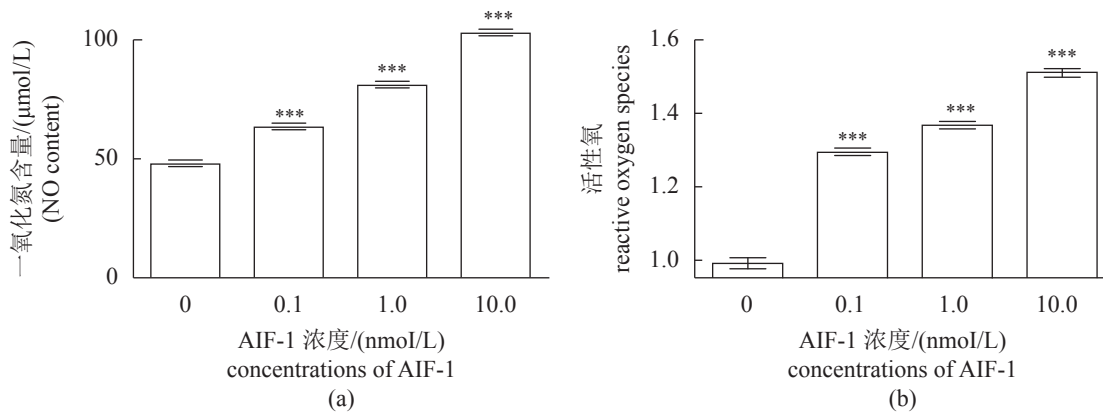 一氧化氮含量/(μmol/L)
(NO content)
100
50
0
***
***
***
0
0.1
1.0
10.0
AIF-1 浓度/(nmoI/L)
concentrations of AIF-1
(a)
活性氧
reactive oxygen species
1.6
1.4
1.2
1.0
***
***
***
0
0.1
1.0
10.0
AIF-1 浓度/(nmoI/L)
concentrations of AIF-1
(b)